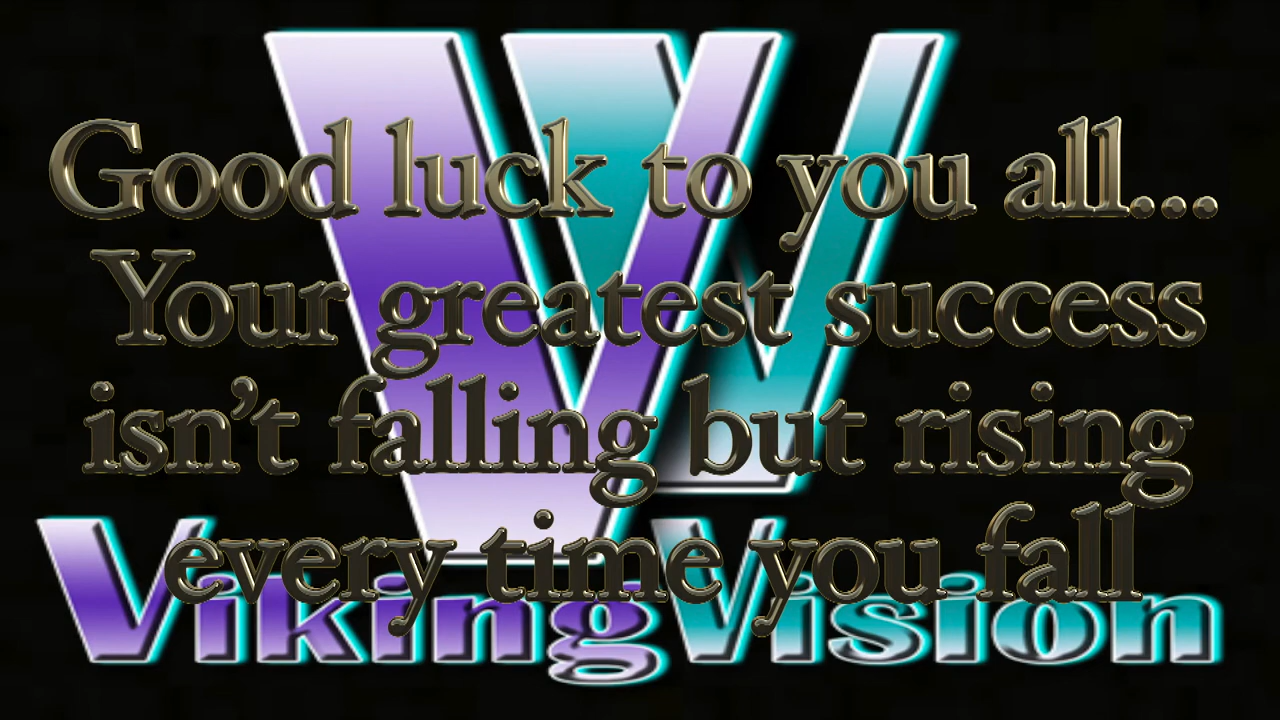 Good luck to you all...
Your greatest success
isn't falling but rising
every time you fall
VikingVision